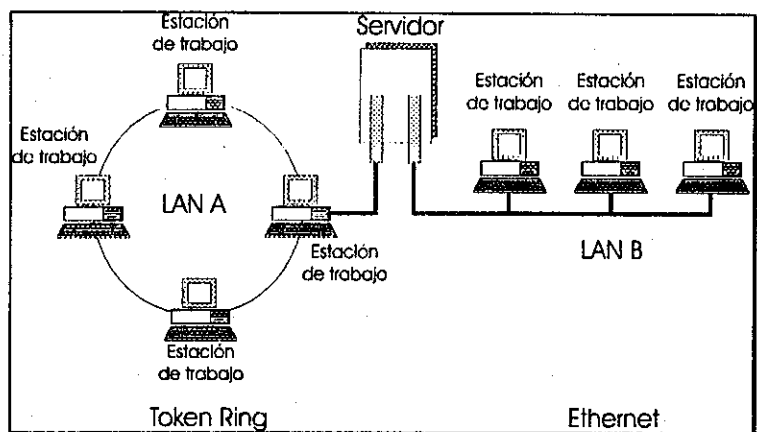 Estación
de trabajo
Servidor
Estación
de trabajo
Estación
de trabajo
Estación
de trabajo
Estación
de trabajo
LAN A
Estación
de trabajo
LAN B
Estación
de trabajo
Token Ring
Ethernet